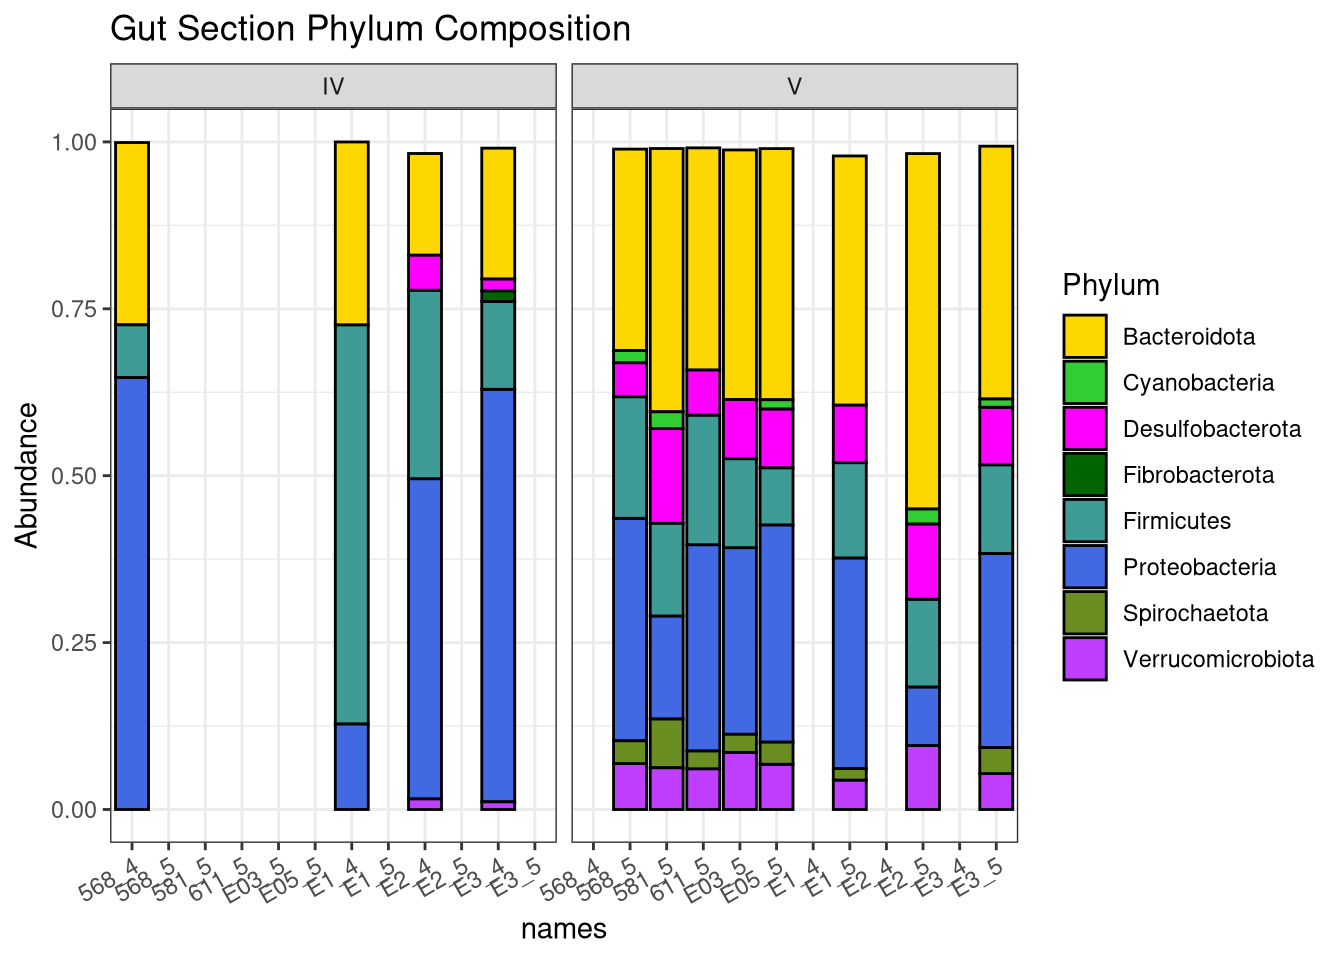 Gut Section Phylum Composition
IV
V
1.00
0.75
0.50
0.25
0.00
Abundance
568_4
568_5
581_5
611_5
E03_5
E05_5
E1_4
E1_5
E2_4
E2_5
E3_4
E3_5
568_4
568_5
581_5
611_5
E03_5
E05_5
E1_4
E1_5
E2_4
E2_5
E3_4
E3_5
names
Phylum
Bacteroidota
Cyanobacteria
Desulfobacterota
Fibrobacterota
Firmicutes
Proteobacteria
Spirochaetota
Verrucomicrobiota